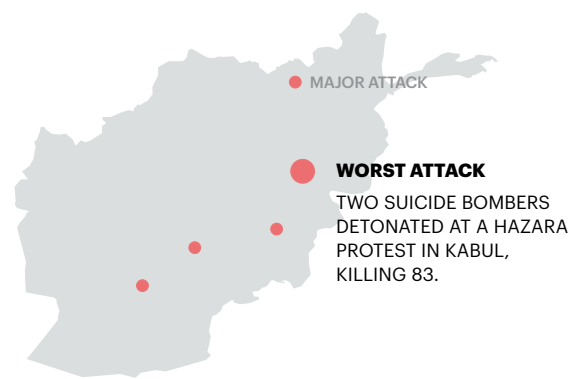 MAJOR ATTACK
WORST ATTACK
TWO SUICIDE BOMBERS
DETONATED AT A HAZARA
PROTEST IN KABUL,
KILLING 83.